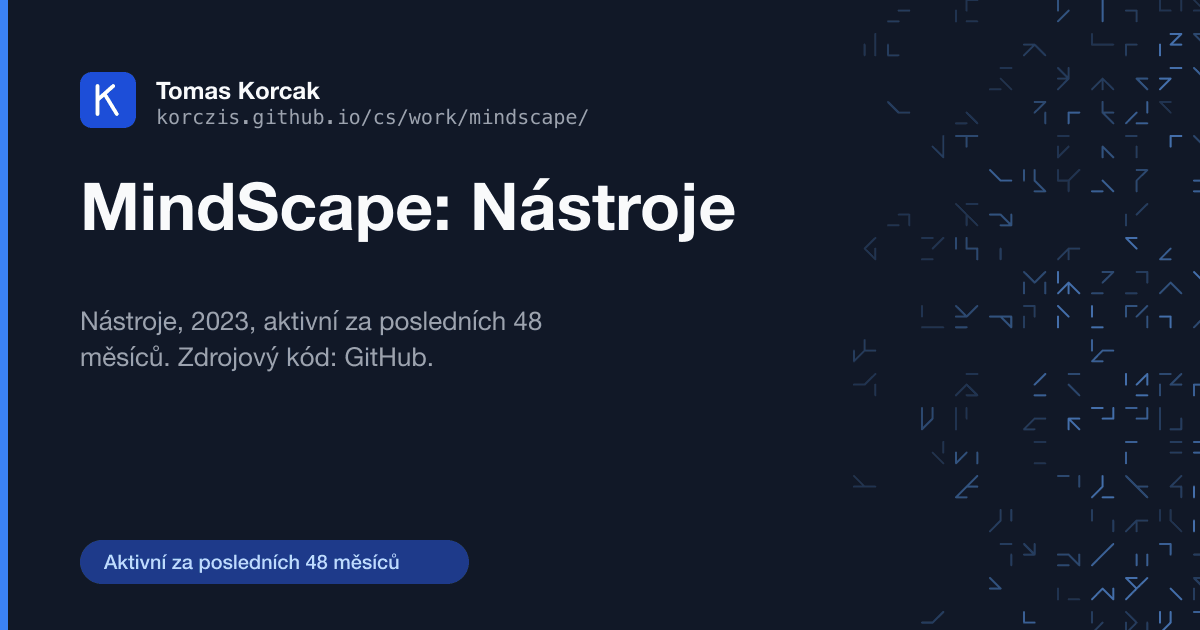 K
Tomas Korcak
korczis.github.io/cs/work/mindscape/
MindScape: Nástroje
Nástroje, 2023, aktivní za posledních 48
měsíců. Zdrojový kód: GitHub.
Aktivní za posledních 48 měsíců